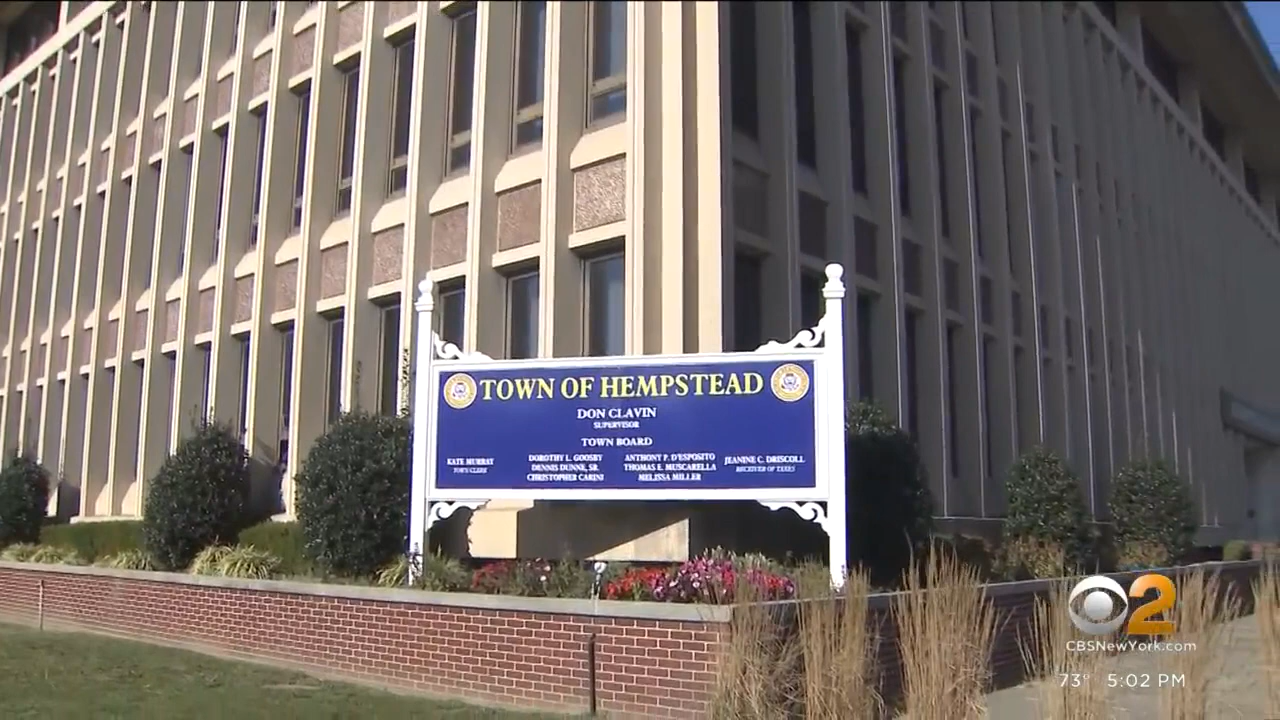 TOWN OF HEMPSTEAD
DON CLAVIN
SUPERVISOR
TOWN BOARD
KATE MURRAY
TOWN CLERK
DOROTHY L. GOOSBY
DENNIS DUNNE, SR.
CHRISTOPHER CARINI
ANTHONY P. D'ESPOSITO
THOMAS E. MUSCARELLA
MELISSA MILLER
JEANINE C. DRISCOLL
RECEIVER OF TAXES
2
CBSNewYork.com
73° 5:02 PM